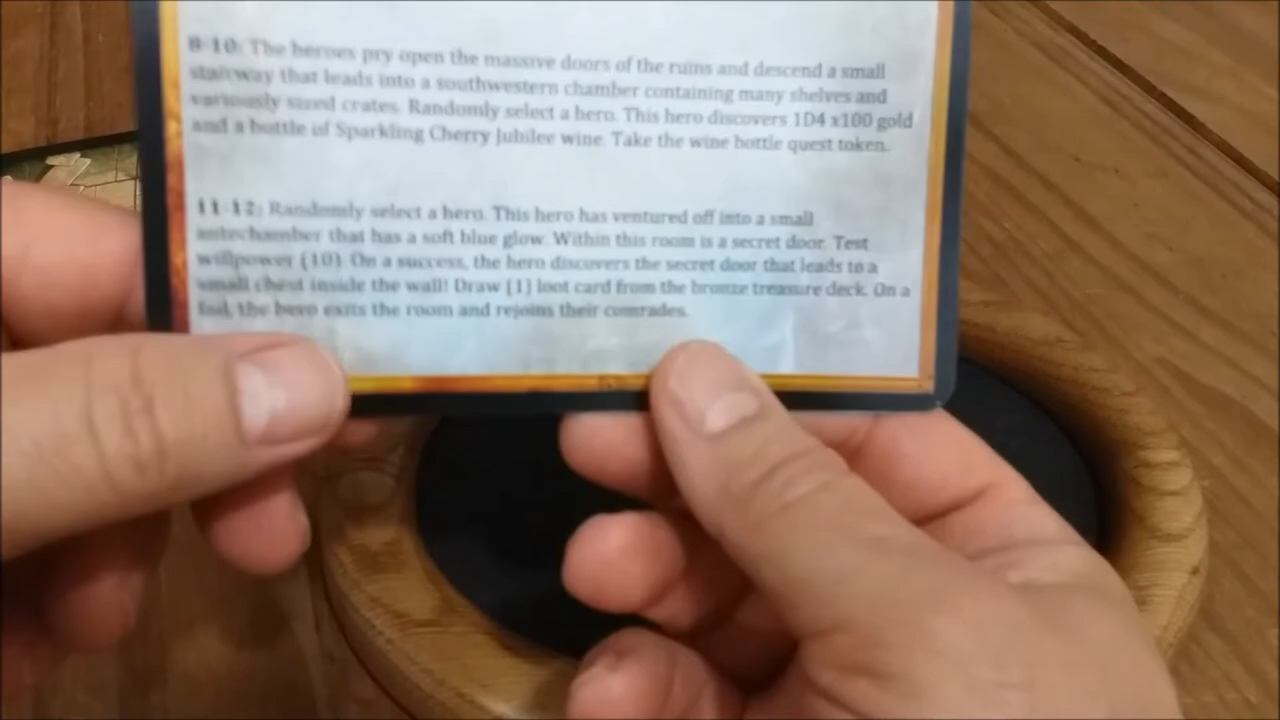 8-10: The heroes pry open the massive doors of the ruins and descend a small
stairway that leads into a southwestern chamber containing many shelves and
variously sized crates. Randomly select a hero. This hero discovers 1D4 x100 gold
and a bottle of Sparkling Cherry Jubilee wine. Take the wine bottle quest token.
11-12: Randomly select a hero. This hero has ventured off into a small
antechamber that has a soft blue glow. Within this room is a secret door. Test
willpower (10). On a success, the hero discovers the secret door that leads to a
small chest inside the wall! Draw (1) loot card from the bronze treasure deck. On a
fail, the hero exits the room and rejoins their comrades.